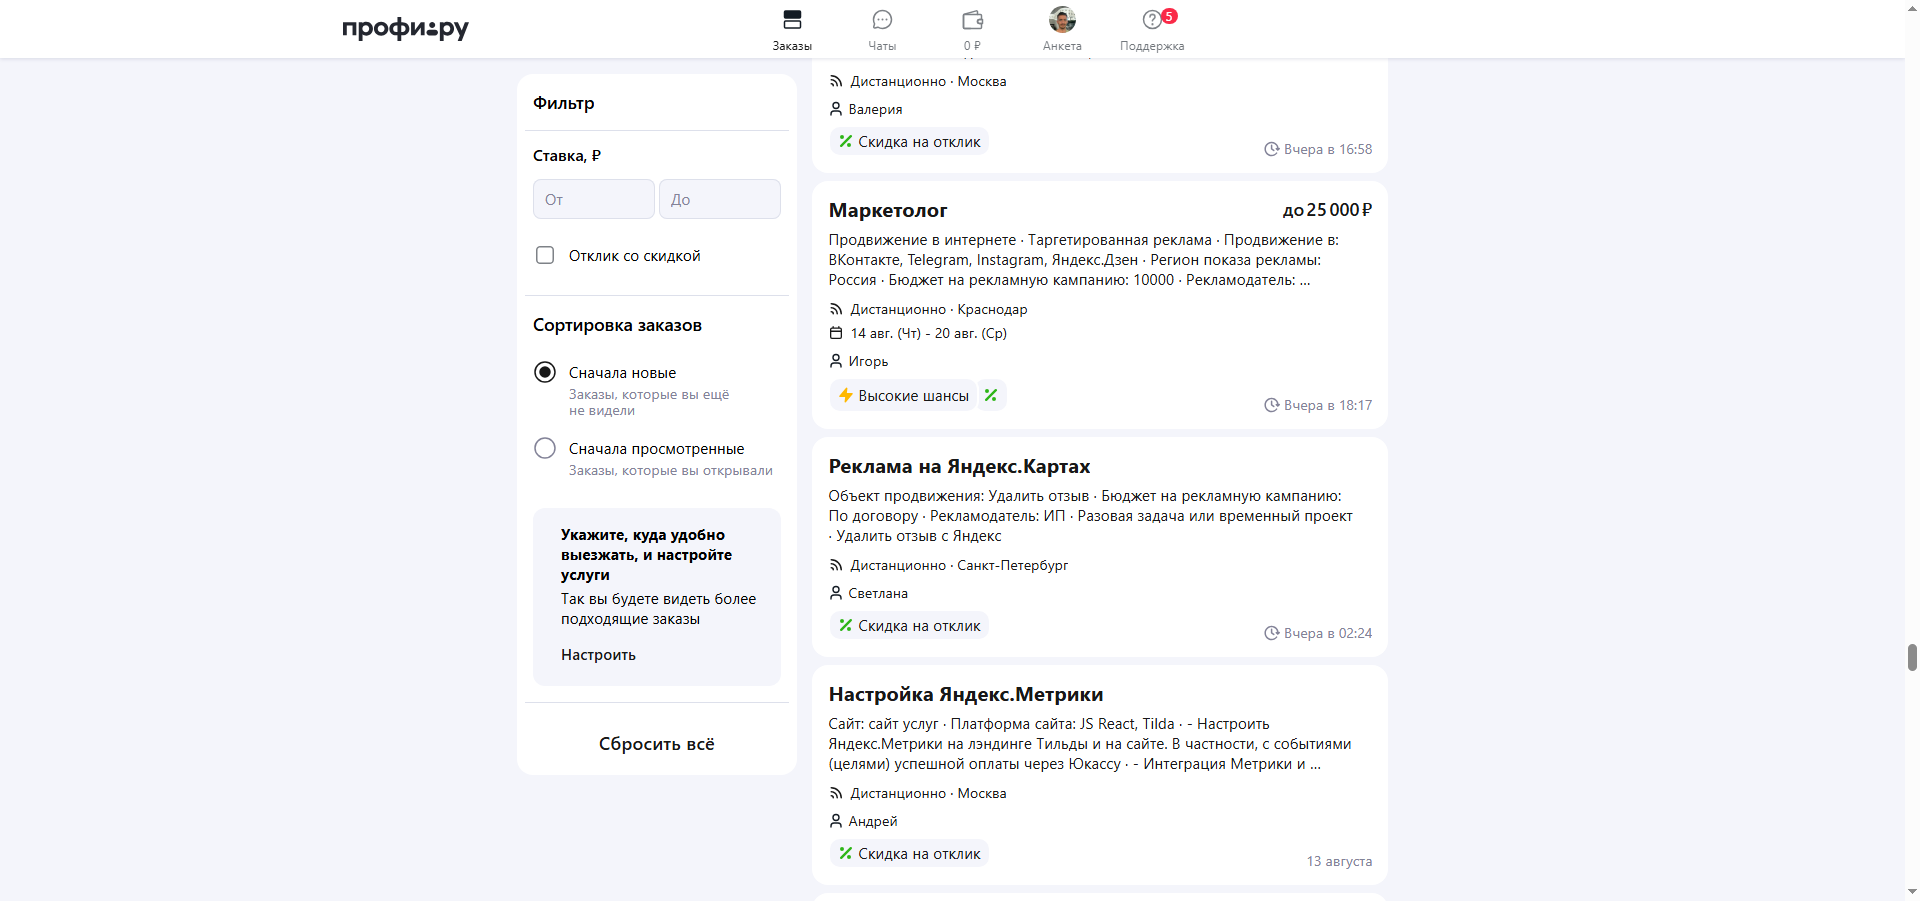 профи.ру
Заказы
Чаты
0 ₽
Анкета
5
Поддержка
Фильтр
Ставка, ₽
От
До
Отклик со скидкой
Сортировка заказов
Сначала новые
Заказы, которые вы ещё
не видели
Сначала просмотренные
Заказы, которые вы открывали
Укажите, куда удобно
выезжать, и настройте
услуги
Так вы будете видеть более
подходящие заказы
Настроить
Сбросить всё
Дистанционно · Москва
Валерия
Скидка на отклик
Вчера в 16:58
Маркетолог
до 25 000 ₽
Продвижение в интернете · Таргетированная реклама · Продвижение в:
ВКонтакте, Telegram, Instagram, Яндекс.Дзен · Регион показа рекламы:
Россия · Бюджет на рекламную кампанию: 10000 · Рекламодатель: ...
Дистанционно · Краснодар
14 авг. (Чт) - 20 авг. (Ср)
Игорь
Высокие шансы
Вчера в 18:17
Реклама на Яндекс.Картах
Объект продвижения: Удалить отзыв · Бюджет на рекламную кампанию:
По договору · Рекламодатель: ИП · Разовая задача или временный проект
· Удалить отзыв с Яндекс
Дистанционно · Санкт-Петербург
Светлана
Скидка на отклик
Вчера в 02:24
Настройка Яндекс.Метрики
Сайт: сайт услуг · Платформа сайта: JS React, Tilda · - Настроить
Яндекс.Метрики на лэндинге Тильды и на сайте. В частности, с событиями
(целями) успешной оплаты через Юкассу · - Интеграция Метрики и ...
Дистанционно · Москва
Андрей
Скидка на отклик
13 августа